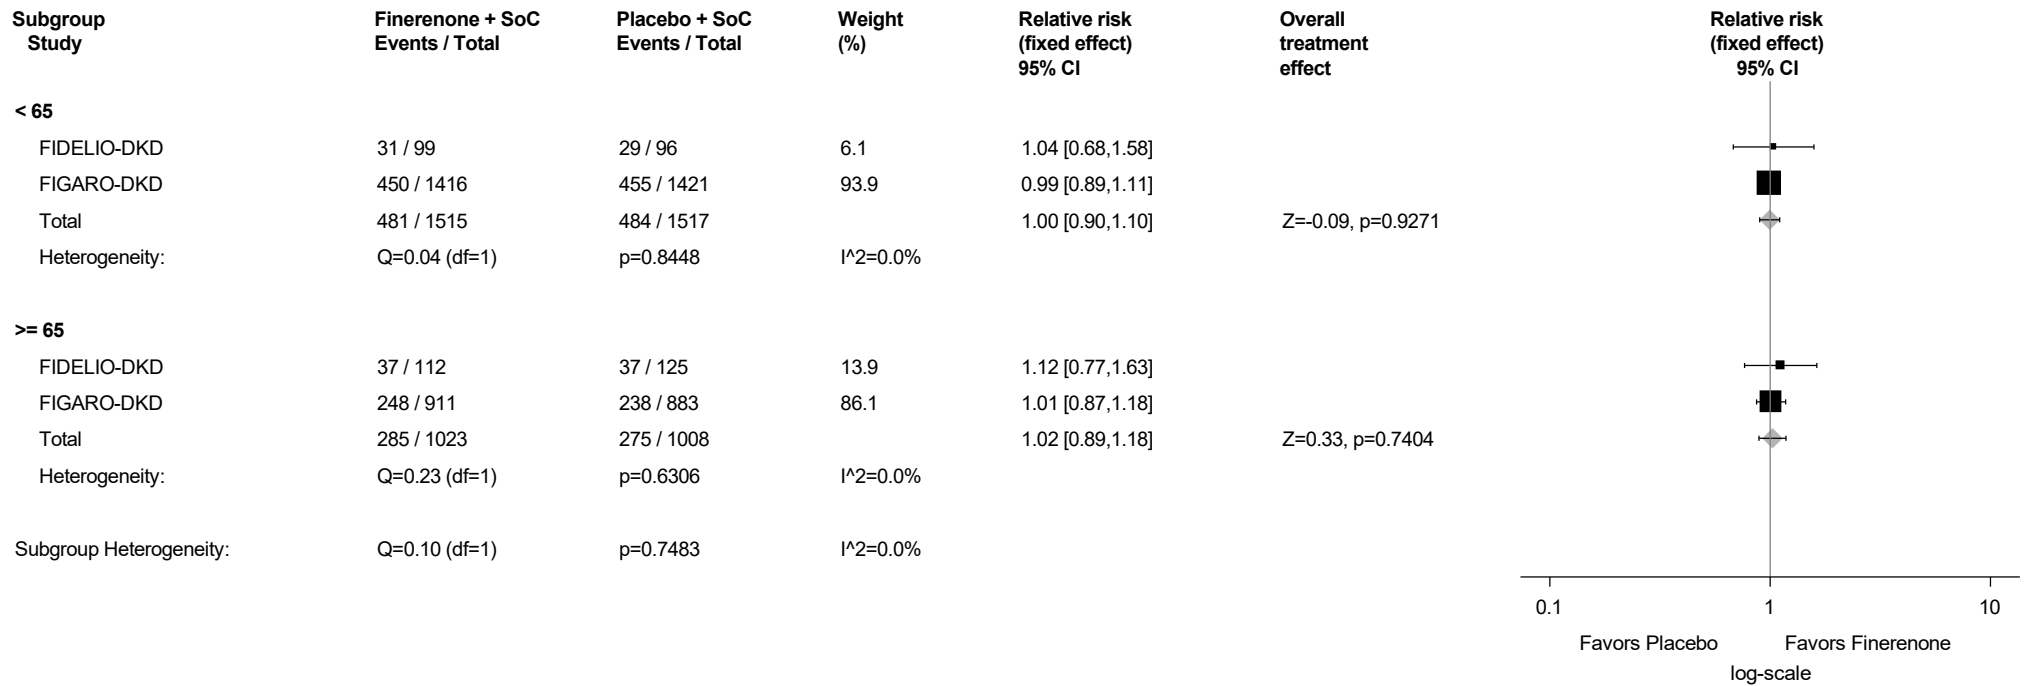 Subgroup Finerenone + SoC Placebo + SoC Weight Relative risk Overall Relative risk
Study Events / Total Events / Total (%) (fixed effect) treatment (fixed effect)
95% CI effect 95% CI
< 65
FIDELIO-DKD 31 / 99 29 / 96 6.1 1.04 [0.68,1.58]
FIGARO-DKD 450 / 1416 455 / 1421 93.9 0.99 [0.89,1.11]
Total 481 / 1515 484 / 1517 1.00 [0.90,1.10] Z=-0.09, p=0.9271
Heterogeneity: Q=0.04 (df=1) p=0.8448 I^2=0.0%
>= 65
FIDELIO-DKD 37 / 112 37 / 125 13.9 1.12 [0.77,1.63]
FIGARO-DKD 248 / 911 238 / 883 86.1 1.01 [0.87,1.18]
Total 285 / 1023 275 / 1008 1.02 [0.89,1.18] Z=0.33, p=0.7404
Heterogeneity: Q=0.23 (df=1) p=0.6306 I^2=0.0%
Subgroup Heterogeneity: Q=0.10 (df=1) p=0.7483 I^2=0.0%
0.1 1 10
Favors Placebo Favors Finerenone
log-scale